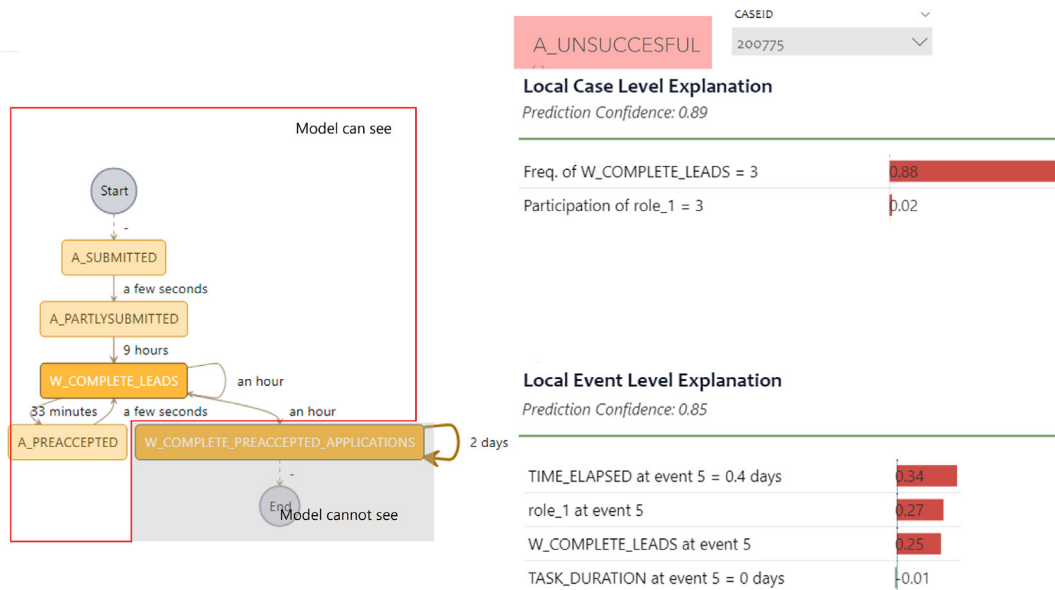 Model can see
Start
-
A_SUBMITTED
a few seconds
A_PARTLYSUBMITTED
9 hours
W_COMPLETE_LEADS
an hour
33 minutes
a few seconds
an hour
A_PREACCEPTED
W_COMPLETE_PREACCEPTED_APPLICATIONS
2 days
-
End
Model cannot see
A_UNSUCCESFUL
CASEID
200775
Local Case Level Explanation
Prediction Confidence: 0.89
Freq. of W_COMPLETE_LEADS = 3 0.88
Participation of role_1 = 3 0.02
Local Event Level Explanation
Prediction Confidence: 0.85
TIME_ELAPSED at event 5 = 0.4 days 0.34
role_1 at event 5 0.27
W_COMPLETE_LEADS at event 5 0.25
TASK_DURATION at event 5 = 0 days -0.01